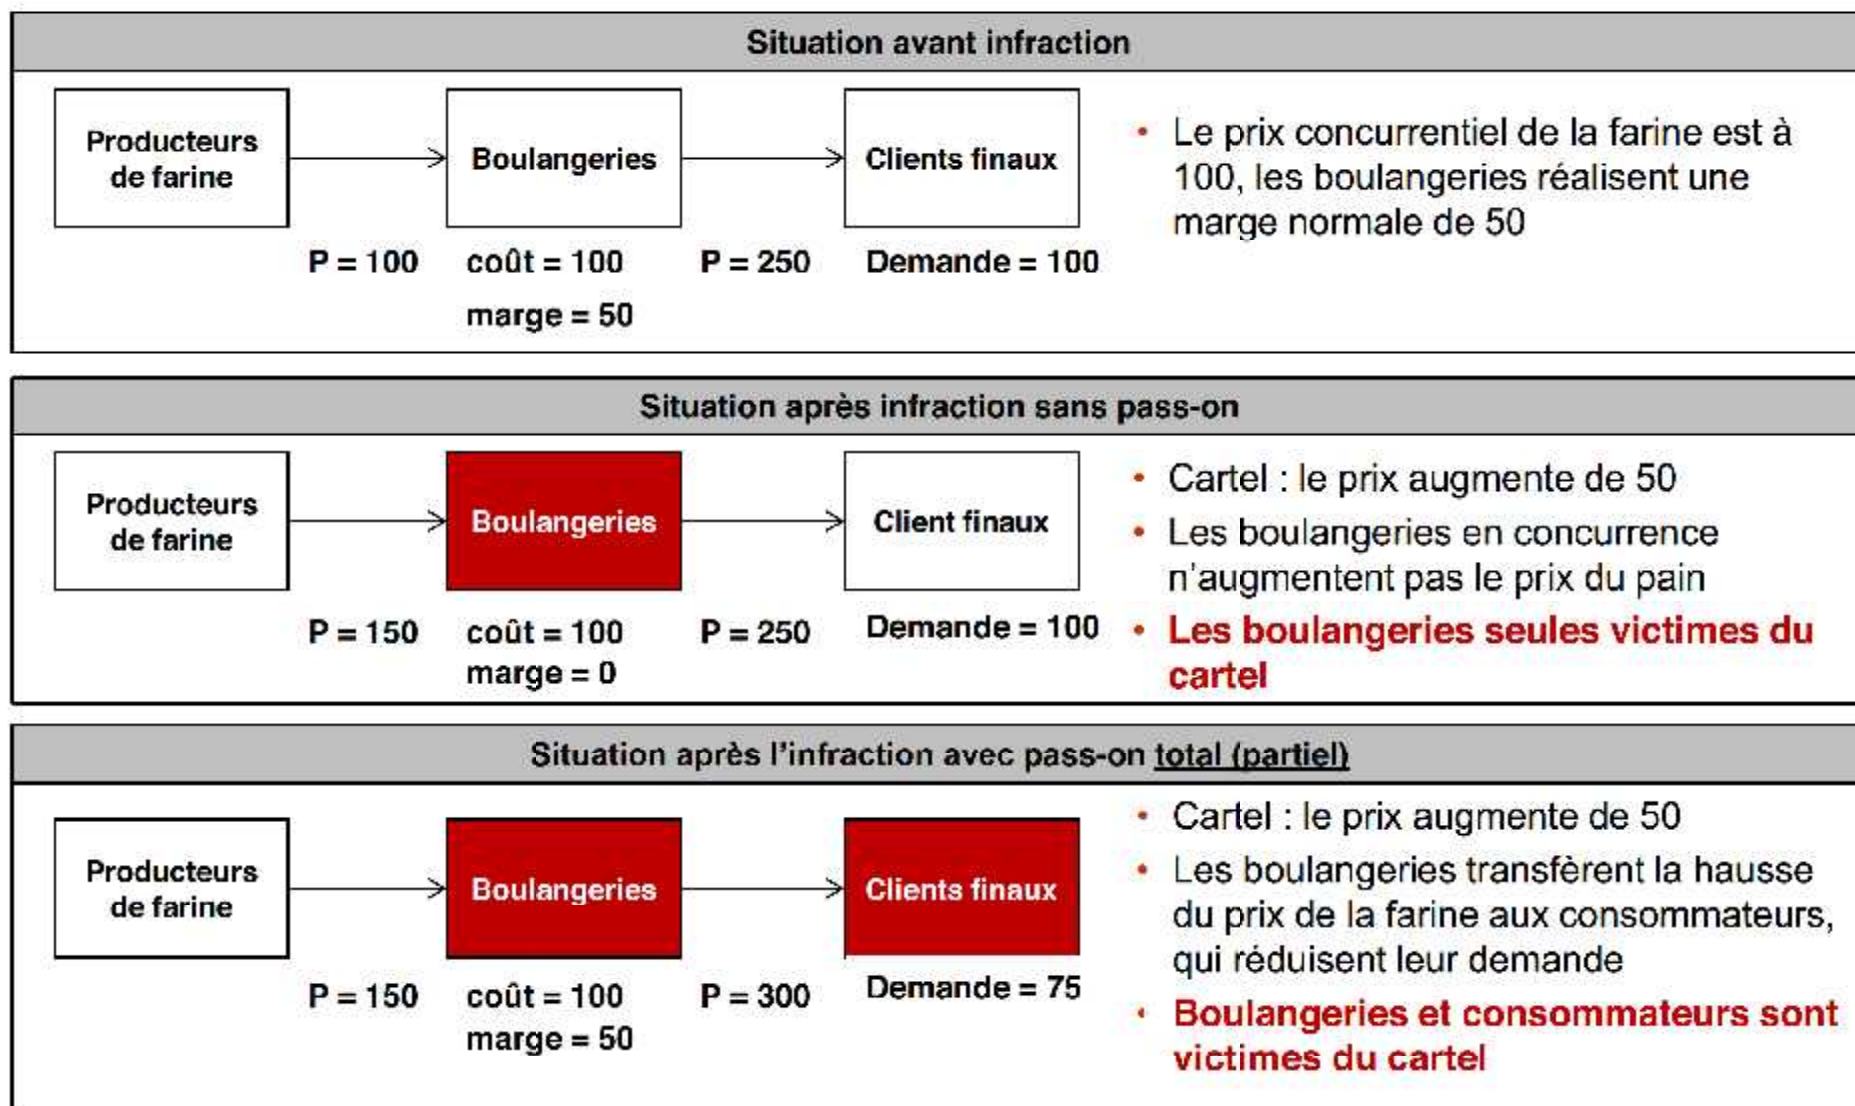 Situation avant infraction
Producteurs
de farine
Boulangeries
Clients finaux
P = 100
coût = 100
marge = 50
P = 250
Demande = 100
• Le prix concurrentiel de la farine est à
100, les boulangeries réalisent une
marge normale de 50
Situation après infraction sans pass-on
Producteurs
de farine
Boulangeries
Client finaux
P = 150
coût = 100
marge = 0
P = 250
Demande = 100
• Cartel : le prix augmente de 50
• Les boulangeries en concurrence
n'augmentent pas le prix du pain
• Les boulangeries seules victimes du
cartel
Situation après l'infraction avec pass-on total (partiel)
Producteurs
de farine
Boulangeries
Clients finaux
P = 150
coût = 100
marge = 50
P = 300
Demande = 75
• Cartel : le prix augmente de 50
• Les boulangeries transfèrent la hausse
du prix de la farine aux consommateurs,
qui réduisent leur demande
• Boulangeries et consommateurs sont
victimes du cartel